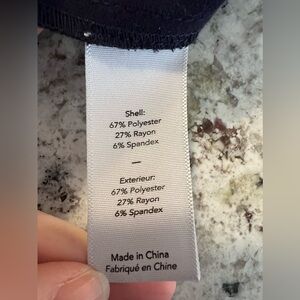 Shell:
67% Polyester
27% Rayon
6% Spandex
—
Exterieur:
67% Polyester
27% Rayon
6% Spandex
Made in China
Fabriqué en Chine